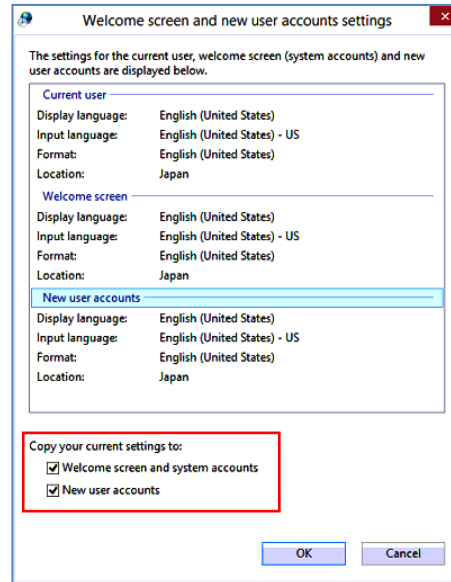 Welcome screen and new user accounts settings
The settings for the current user, welcome screen (system accounts) and new
user accounts are displayed below.
Current user
Display language: English (United States)
Input language: English (United States) - US
Format: English (United States)
Location: Japan
Welcome screen
Display language: English (United States)
Input language: English (United States) - US
Format: English (United States)
Location: Japan
New user accounts
Display language: English (United States)
Input language: English (United States) - US
Format: English (United States)
Location: Japan
Copy your current settings to:
Welcome screen and system accounts
New user accounts
OK Cancel